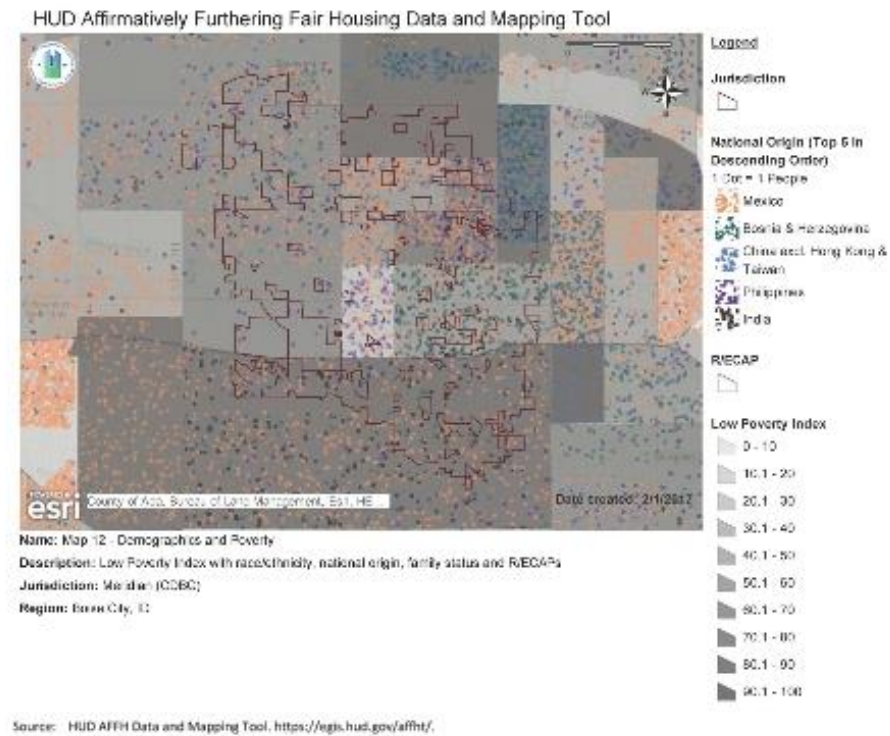 HUD Affirmatively Furthering Fair Housing Data and Mapping Tool
Legend
Jurisdiction
National Origin (Top 5 in
Descending Order)
1 Dot = 1 People
Mexico
Bosnia & Herzegovina
China excl. Hong Kong &
Taiwan
Philippines
India
R/ECAP
Low Poverty Index
0 - 10
10.1 - 20
20.1 - 30
30.1 - 40
40.1 - 50
50.1 - 60
60.1 - 70
70.1 - 80
80.1 - 90
90.1 - 100
esri
County of Ada, Bureau of Land Management, Esri, HE...
Date created: 2/1/2017
Name: Map 12 - Demographics and Poverty
Description: Low Poverty Index with race/ethnicity, national origin, family status and R/ECAPs
Jurisdiction: Meridian (CDBG)
Region: Boise City, ID
Source: HUD AFFH Data and Mapping Tool. https://egis.hud.gov/affht/.